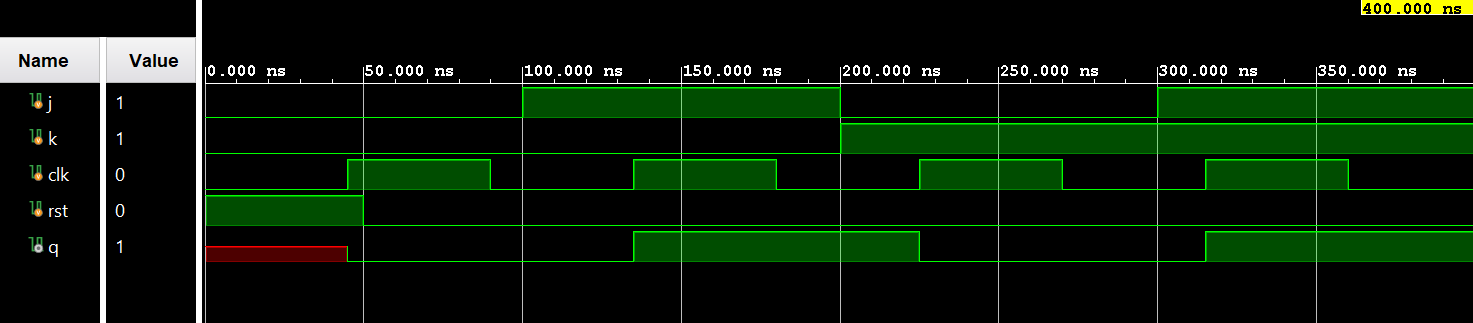 400.000 ns
Name Value
0.000 ns 50.000 ns 100.000 ns 150.000 ns 200.000 ns 250.000 ns 300.000 ns 350.000 ns
j 1
k 1
clk 0
rst 0
q 1